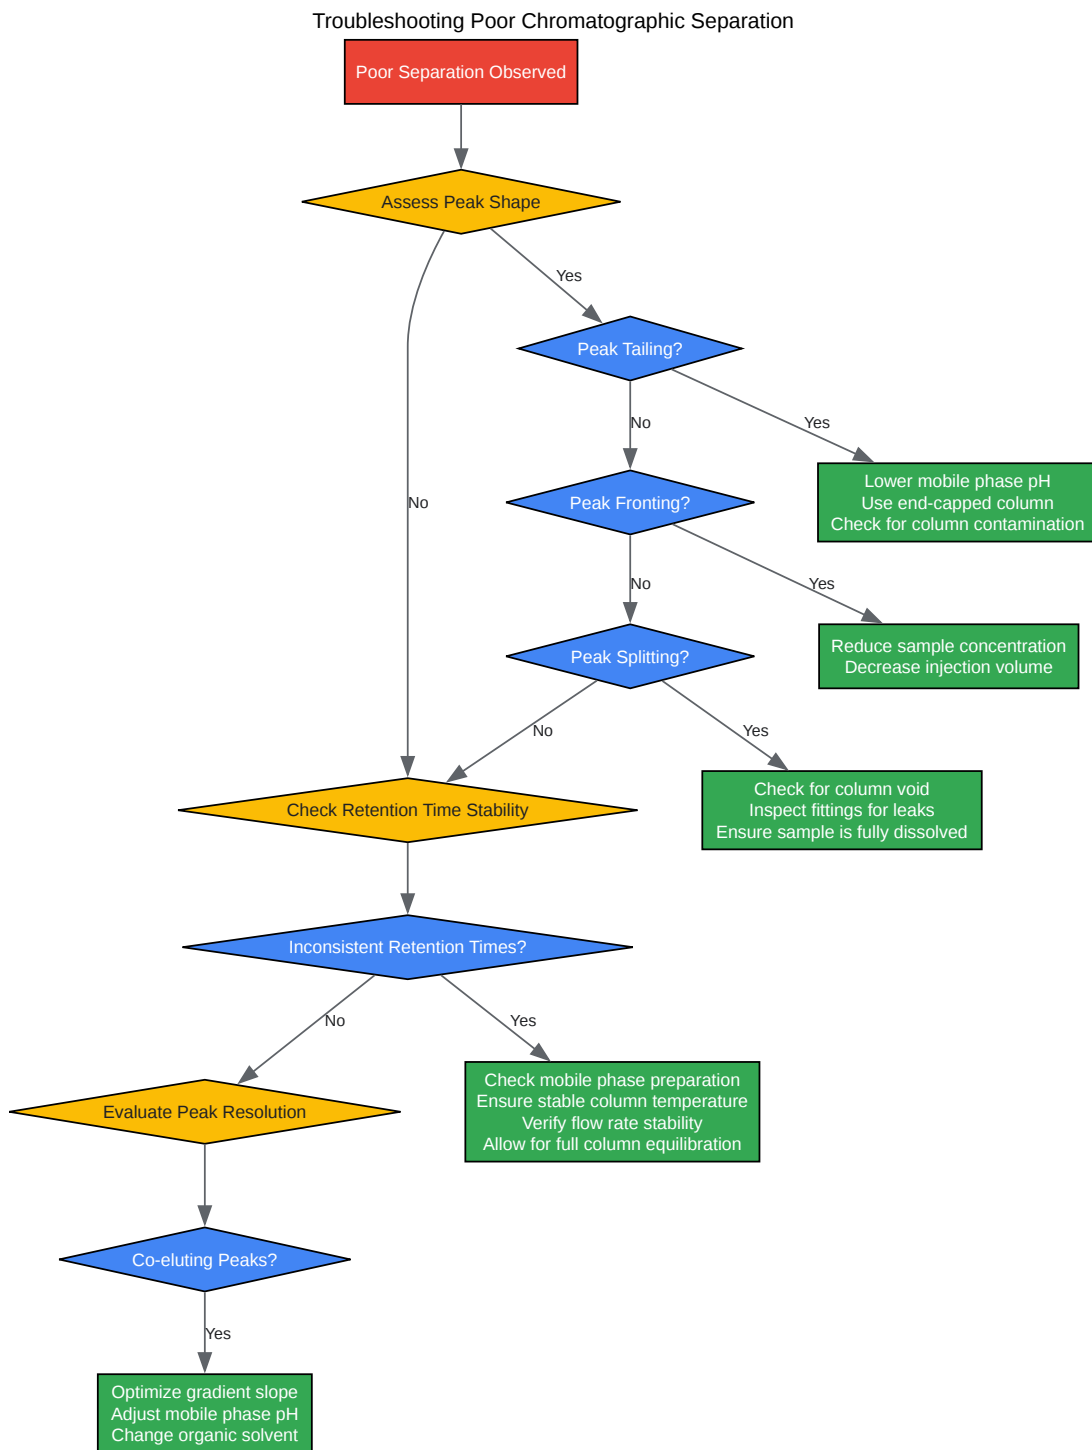 Troubleshooting Poor Chromatographic Separation
Poor Separation Observed
Assess Peak Shape
Yes
Peak Tailing?
No
Yes
Lower mobile phase pH
Use end-capped column
Check for column contamination
No
Peak Fronting?
No
Yes
Reduce sample concentration
Decrease injection volume
Peak Splitting?
No
Yes
Check for column void
Inspect fittings for leaks
Ensure sample is fully dissolved
Check Retention Time Stability
Inconsistent Retention Times?
No
Yes
Check mobile phase preparation
Ensure stable column temperature
Verify flow rate stability
Allow for full column equilibration
Evaluate Peak Resolution
Co-eluting Peaks?
Yes
Optimize gradient slope
Adjust mobile phase pH
Change organic solvent